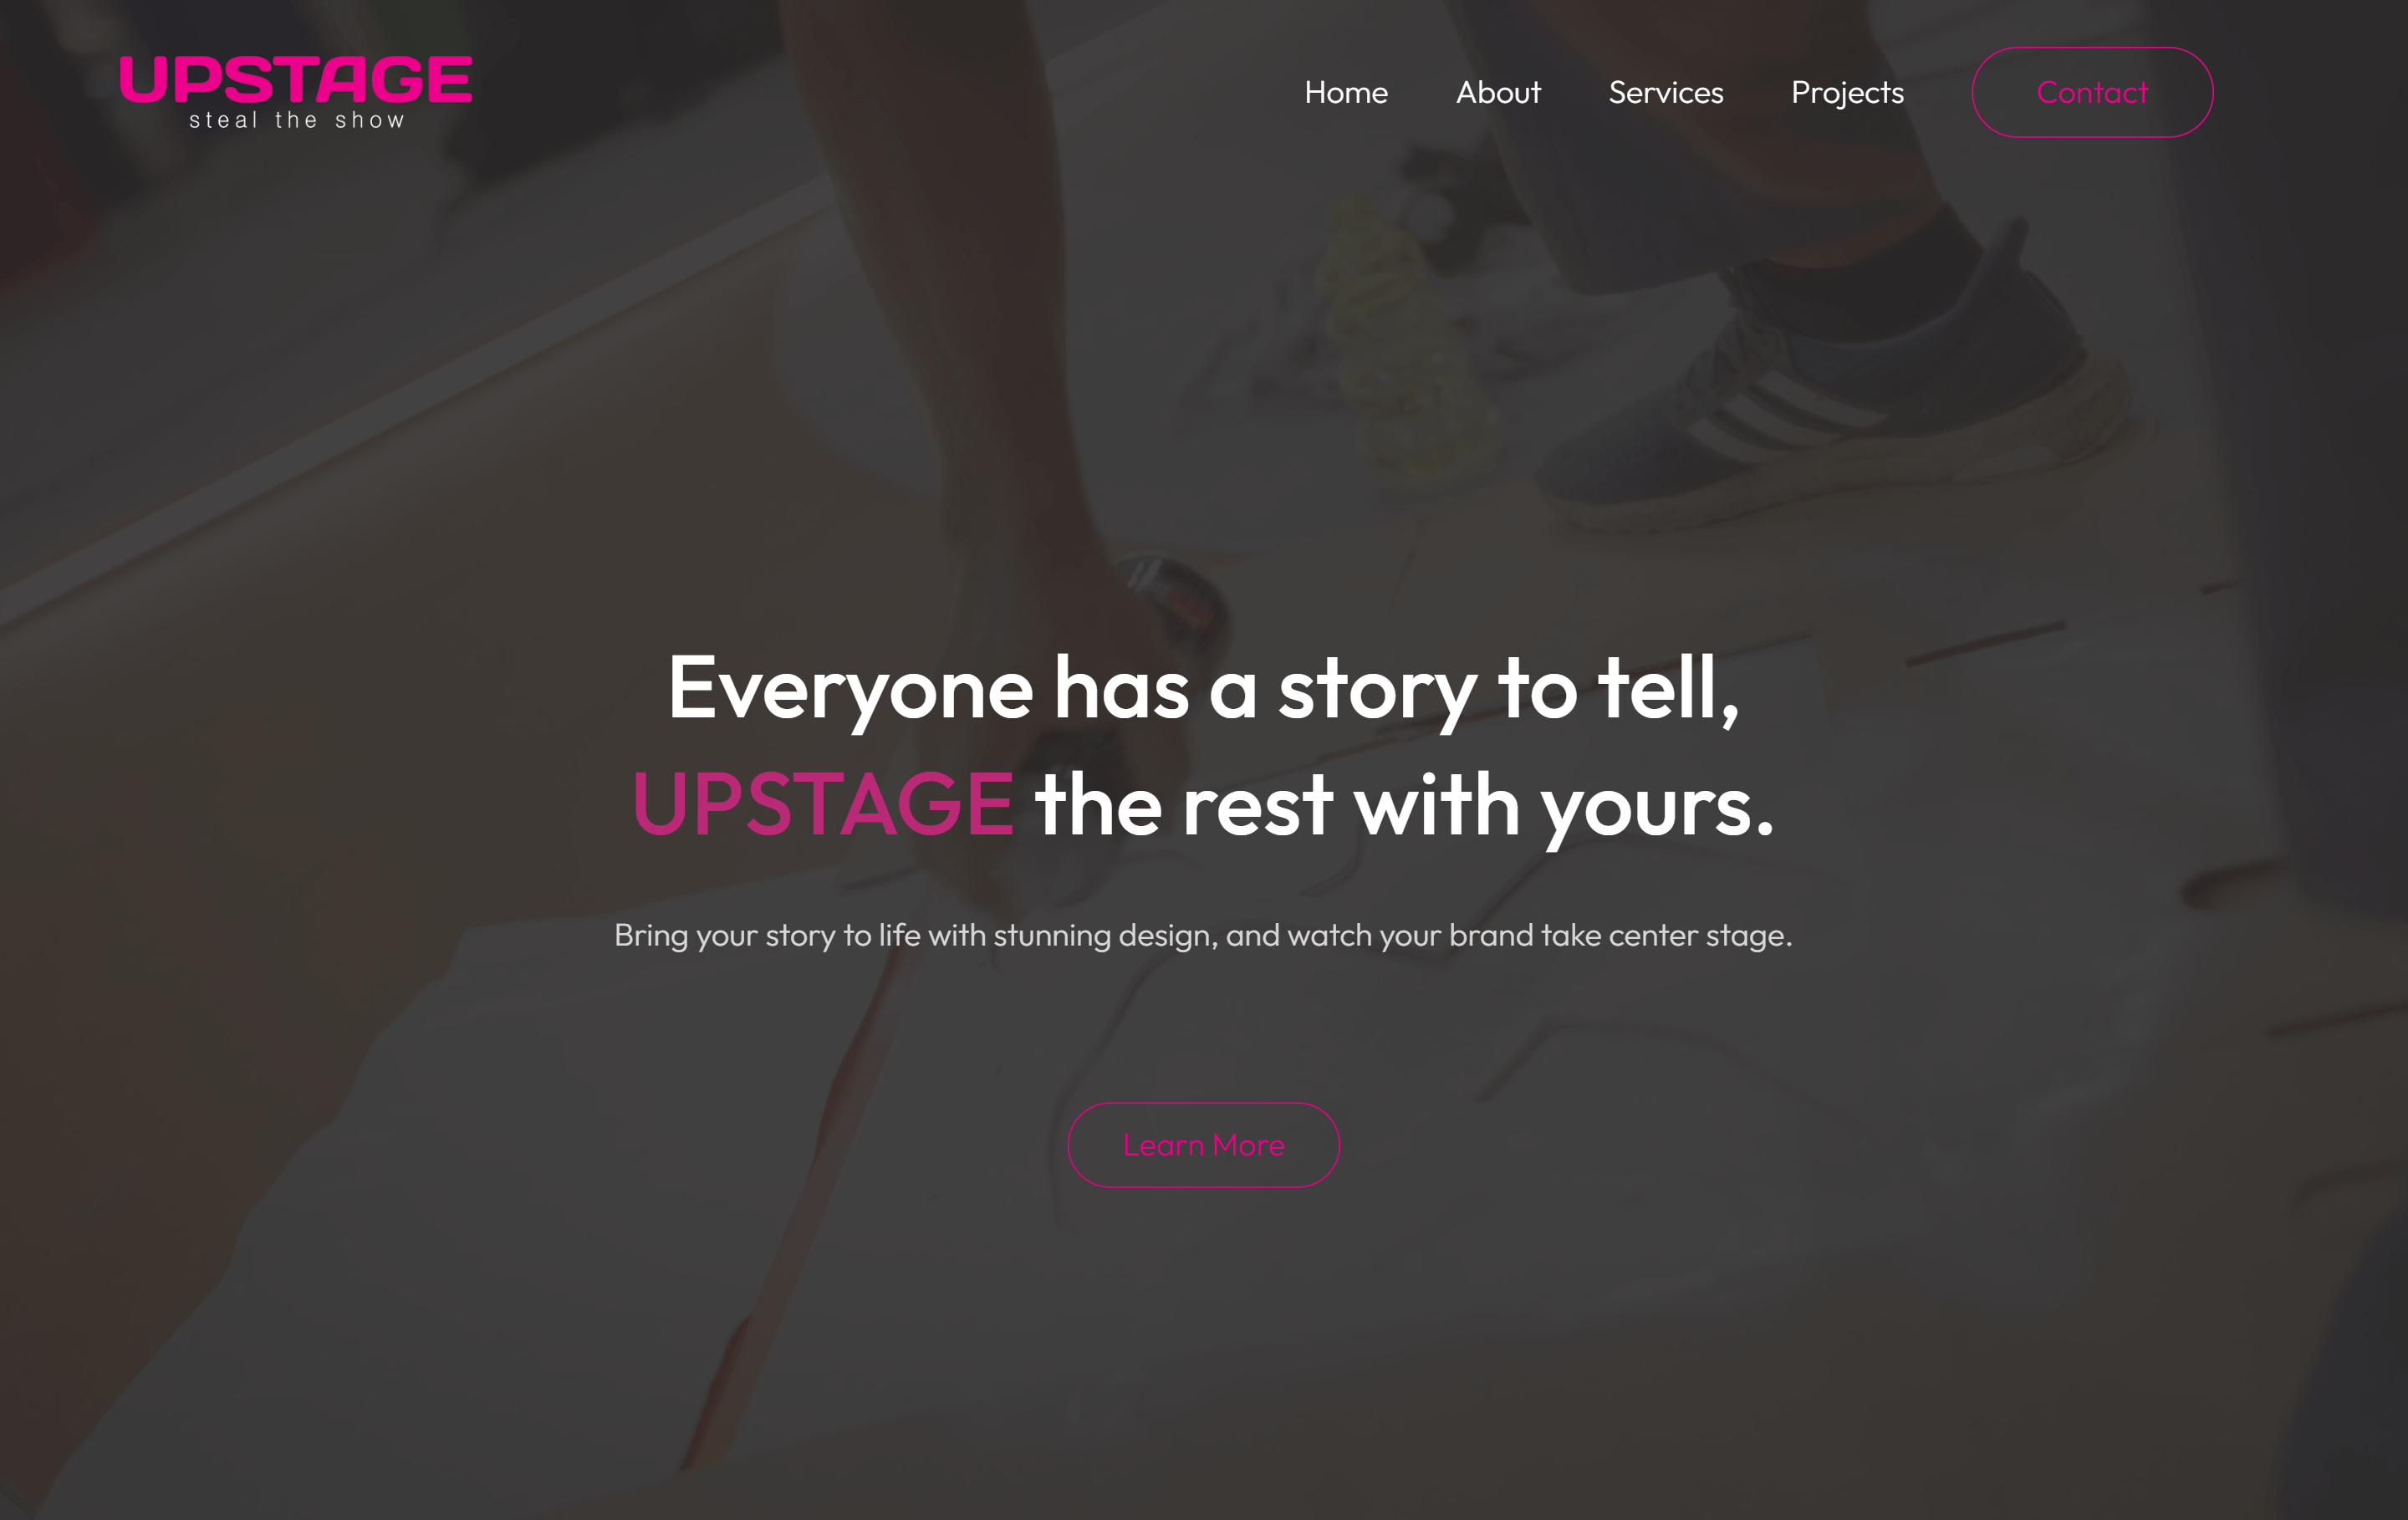 UPSTAGE
steal the show
Home About Services Projects Contact
Everyone has a story to tell,
UPSTAGE the rest with yours.
Bring your story to life with stunning design, and watch your brand take center stage.
Learn More